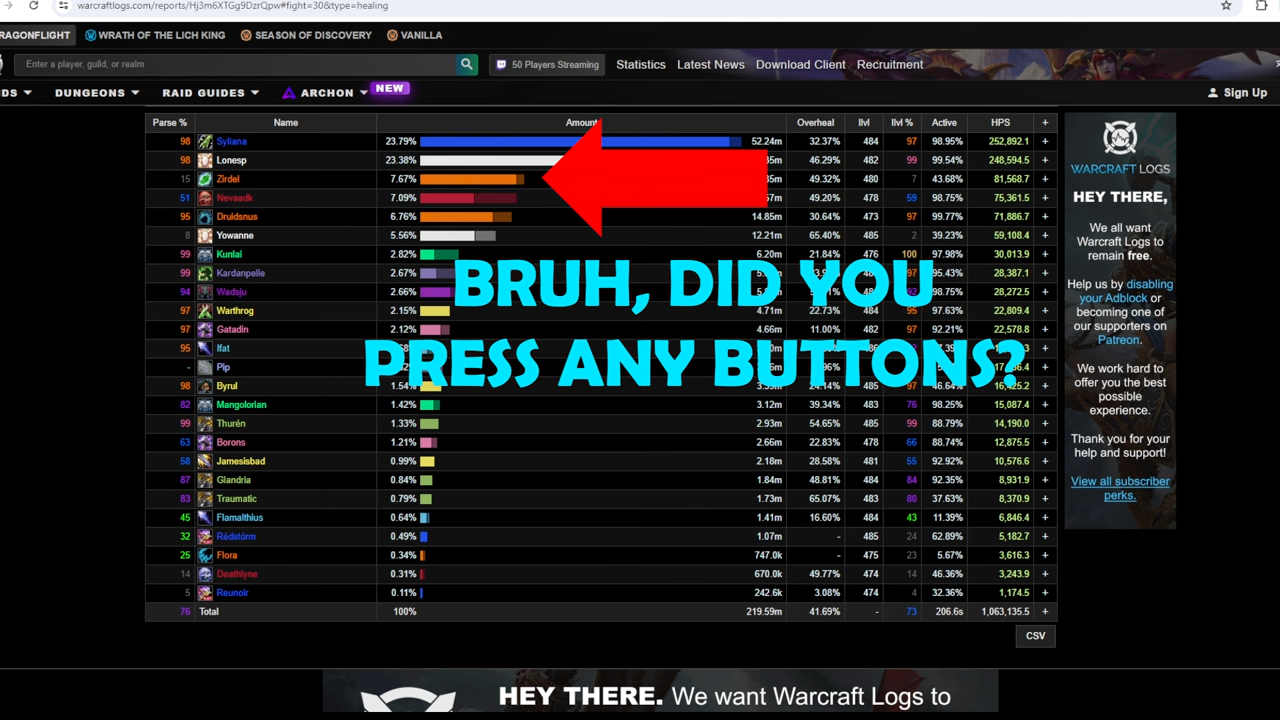 warcraftlogs.com/reports/Hj3m6XTGg9DzrQpw#fight=30&type=healing
RAGONFLIGHT WRATH OF THE LICH KING SEASON OF DISCOVERY VANILLA
Enter a player, guild, or realm 50 Players Streaming Statistics Latest News Download Client Recruitment
DS DUNGEONS RAID GUIDES ARCHON NEW Sign Up
Parse % Name Amount Overheal Ilvl Ilvl % Active HPS +
98 Syliana 23.79% 52.24m 32.37% 484 97 98.95% 252,892.1 +
98 Lonesp 23.38% 46.29% 482 99 99.54% 248,594.5 +
15 Zirdel 7.67% 49.32% 480 7 43.68% 81,568.7 +
51 Nevaadk 7.09% 49.20% 478 59 98.75% 75,361.5 +
95 Druidsnus 6.76% 14.85m 30.64% 473 97 99.77% 71,886.7 +
8 Yowanne 5.56% 12.21m 65.40% 485 2 39.23% 59,108.4 +
99 Kunlai 2.82% 6.20m 21.84% 476 100 97.98% 30,013.9 +
99 Kardanpelle 2.67% 97 95.43% 28,387.1 +
94 Wadsju 2.66% 98.75% 28,272.5 +
97 Warthrog 2.15% 4.71m 22.73% 484 95 97.63% 22,809.4 +
97 Gatadin 2.12% 4.66m 11.00% 482 97 92.21% 22,578.8 +
95 Ifat +
- Pip +
98 Byrul 1.54% 24.14% 485 97 46.64% +
82 Mangolorian 1.42% 3.12m 39.34% 483 76 98.25% 15,087.4 +
99 Thurén 1.33% 2.93m 54.65% 485 99 88.79% 14,190.0 +
63 Borons 1.21% 2.66m 22.83% 478 66 88.74% 12,875.5 +
58 Jamesisbad 0.99% 2.18m 28.58% 481 55 92.92% 10,576.6 +
87 Glandria 0.84% 1.84m 48.81% 484 84 92.35% 8,931.9 +
83 Traumatic 0.79% 1.73m 65.07% 483 80 37.63% 8,370.9 +
45 Flamalthius 0.64% 1.41m 16.60% 484 43 11.39% 6,846.4 +
32 Rédstórm 0.49% 1.07m - 485 24 62.89% 5,182.7 +
25 Flora 0.34% 747.0k - 475 23 5.67% 3,616.3 +
14 Deathlyne 0.31% 670.0k 49.77% 474 14 46.36% 3,243.9 +
5 Reunoir 0.11% 242.6k 3.08% 474 4 32.36% 1,174.5 +
76 Total 100% 219.59m 41.69% - 73 206.6s 1,063,135.5 +
CSV
BRUH, DID YOU
PRESS ANY BUTTONS?
WARCRAFT LOGS
HEY THERE,
We all want
Warcraft Logs to
remain free.
Help us by disabling
your Adblock or
becoming one of
our supporters on
Patreon.
We work hard to
offer you the best
possible
experience.
Thank you for your
help and support!
View all subscriber
perks.
HEY THERE. We want Warcraft Logs to